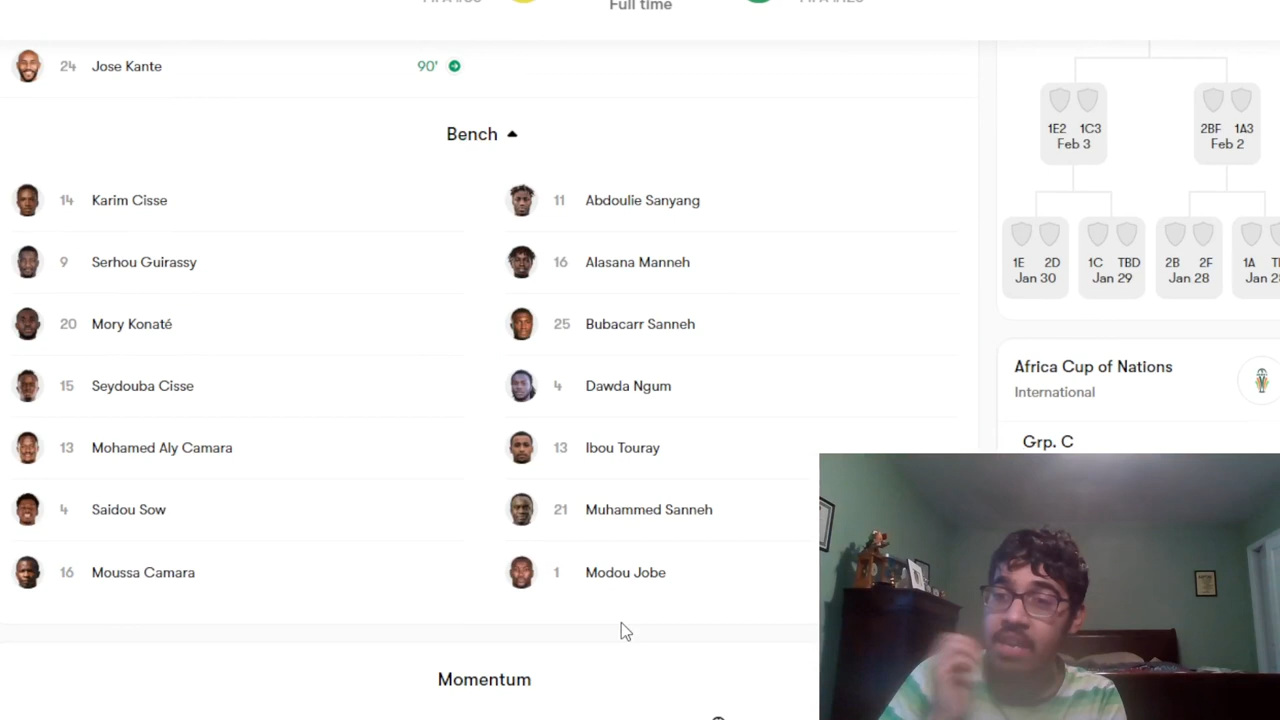 Full time
24 Jose Kante 90'
Bench
14 Karim Cisse
9 Serhou Guirassy
20 Mory Konaté
15 Seydouba Cisse
13 Mohamed Aly Camara
4 Saidou Sow
16 Moussa Camara
11 Abdoulie Sanyang
16 Alasana Manneh
25 Bubacarr Sanneh
4 Dawda Ngum
13 Ibou Touray
21 Muhammed Sanneh
1 Modou Jobe
Momentum
1E2 1C3
Feb 3
2BF 1A3
Feb 2
1E 2D
Jan 30
1C TBD
Jan 29
2B 2F
Jan 28
1A
Africa Cup of Nations
International
Grp. C